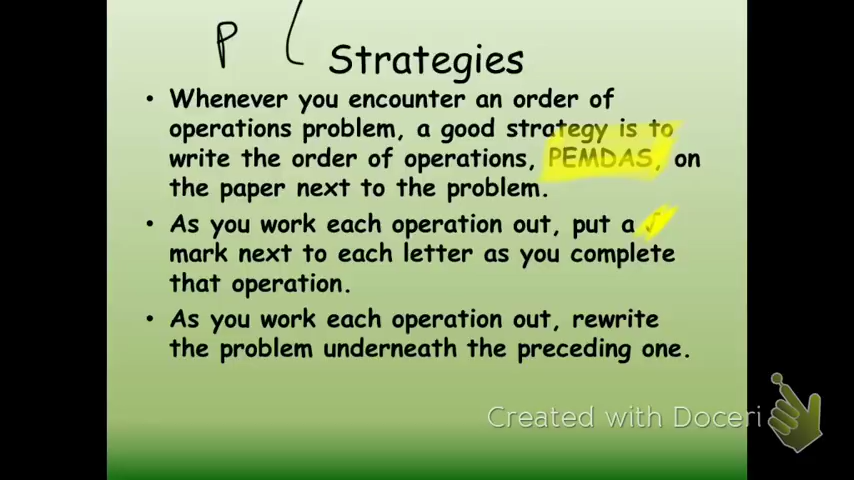 P (
Strategies
• Whenever you encounter an order of
operations problem, a good strategy is to
write the order of operations, PEMDAS, on
the paper next to the problem.
• As you work each operation out, put a √
mark next to each letter as you complete
that operation.
• As you work each operation out, rewrite
the problem underneath the preceding one.
Created with Doceri